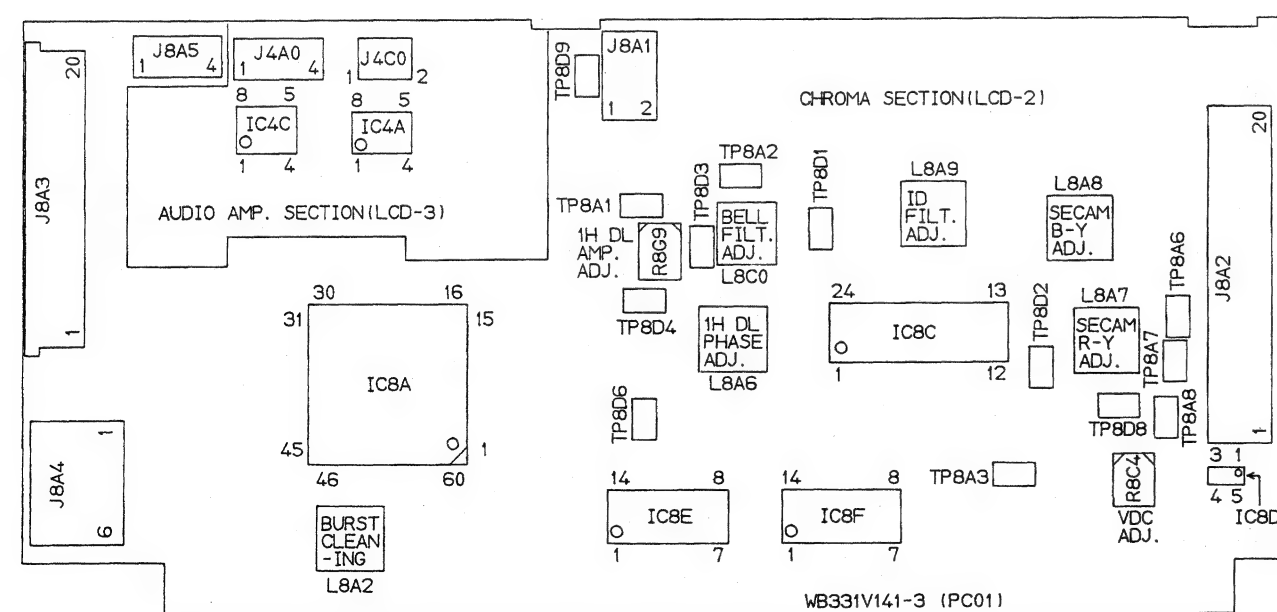 J8A5
1 4
J4A0
1 4
J4C0
1 2
8 5
IC4C
1 4
8 5
IC4A
1 4
AUDIO AMP. SECTION(LCD-3)
20
J8A3
1
TP8D9
J8A1
1 2
CHROMA SECTION(LCD-2)
TP8A2
TP8D3
TP8D1
TP8A1
1H DL
AMP.
ADJ.
R8G9
BELL
FILT.
ADJ.
L8C0
L8A9
ID
FILT.
ADJ.
L8A8
SECAM
B-Y
ADJ.
20
J8A2
1
TP8A6
TP8D4
1H DL
PHASE
ADJ.
L8A6
24 13
IC8C
1 12
TP8D2
L8A7
SECAM
R-Y
ADJ.
TP8A7
TP8D8
TP8A8
30 16
31 15
IC8A
45 1
46 60
TP8D6
J8A4
1
6
BURST
CLEAN
-ING
L8A2
14 8
IC8E
1 7
14 8
IC8F
1 7
TP8A3
R8C4
VDC
ADJ.
3 1
4 5
IC8D
WB331V141-3 (PC01)